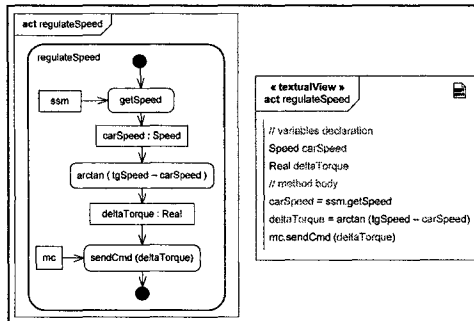 act regulateSpeed
regulateSpeed
ssm
getSpeed
carSpeed : Speed
arctan ( tgSpeed – carSpeed )
deltaTorque : Real
mc
sendCmd (deltaTorque)
« textualView »
act regulateSpeed
// variables declaration
Speed carSpeed
Real deltaTorque
// method body
carSpeed = ssm.getSpeed
deltaTorque = arctan (tgSpeed – carSpeed)
mc.sendCmd (deltaTorque)